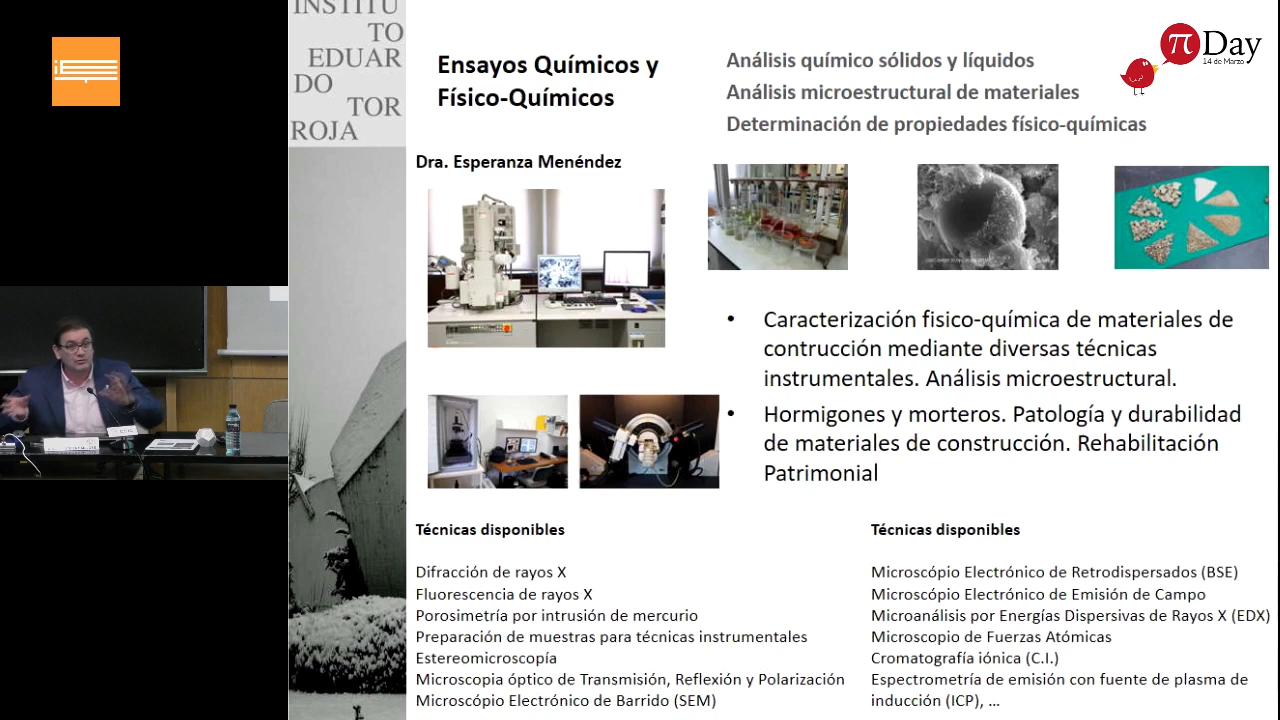 INSTITU
TO
EDUAR
DO
TOR
ROJA
Ensayos Químicos y
Físico-Químicos
Análisis químico sólidos y líquidos
Análisis microestructural de materiales
Determinación de propiedades físico-químicas
π Day
14 de Marzo
Dra. Esperanza Menéndez
• Caracterización fisico-química de materiales de
contrucción mediante diversas técnicas
instrumentales. Análisis microestructural.
• Hormigones y morteros. Patología y durabilidad
de materiales de construcción. Rehabilitación
Patrimonial
Técnicas disponibles
Difracción de rayos X
Fluorescencia de rayos X
Porosimetría por intrusión de mercurio
Preparación de muestras para técnicas instrumentales
Estereomicroscopía
Microscopia óptico de Transmisión, Reflexión y Polarización
Microscópio Electrónico de Barrido (SEM)
Técnicas disponibles
Microscópio Electrónico de Retrodispersados (BSE)
Microscópio Electrónico de Emisión de Campo
Microanálisis por Energías Dispersivas de Rayos X (EDX)
Microscopio de Fuerzas Atómicas
Cromatografía iónica (C.I.)
Espectrometría de emisión con fuente de plasma de
inducción (ICP), …